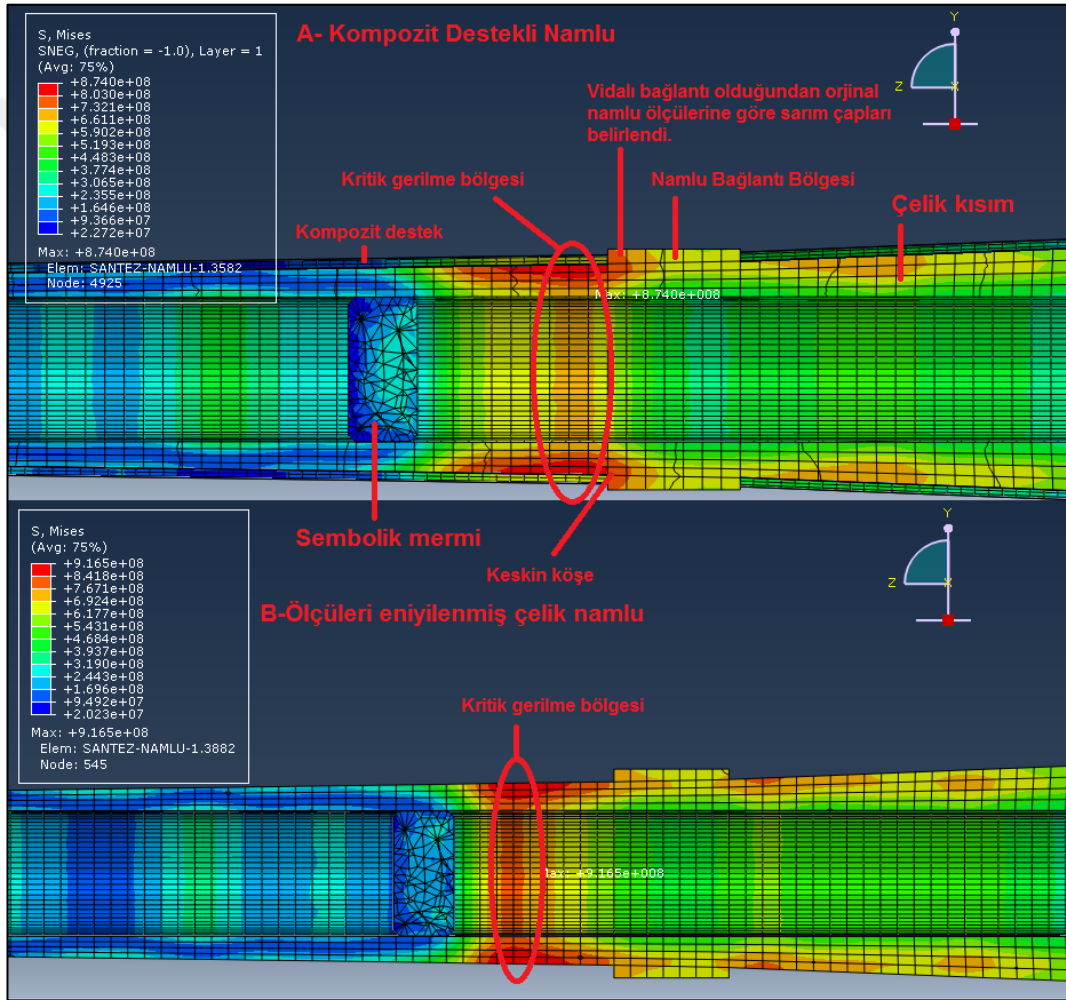 S, Mises
SNEG, (fraction = -1.0), Layer = 1
(Avg: 75%)
+8.740e+08
+8.030e+08
+7.321e+08
+6.611e+08
+5.902e+08
+5.193e+08
+4.483e+08
+3.774e+08
+3.065e+08
+2.355e+08
+1.646e+08
+9.366e+07
+2.272e+07
Max: +8.740e+08
Elem: SANTEZ-NAMLU-1.3582
Node: 4925
A- Kompozit Destekli Namlu
Vidalı bağlantı olduğundan orjinal
namlu ölçülerine göre sarım çapları
belirlendi.
Y
Z
X
Kritik gerilme bölgesi
Namlu Bağlantı Bölgesi
Çelik kısım
Kompozit destek
Max: +8.740e+008
Sembolik mermi
Keskin köşe
S, Mises
(Avg: 75%)
+9.165e+08
+8.418e+08
+7.671e+08
+6.924e+08
+6.177e+08
+5.431e+08
+4.684e+08
+3.937e+08
+3.190e+08
+2.443e+08
+1.696e+08
+9.492e+07
+2.023e+07
Max: +9.165e+08
Elem: SANTEZ-NAMLU-1.3882
Node: 545
B-Ölçüleri eniyilenmiş çelik namlu
Y
Z
X
Kritik gerilme bölgesi
Max: +9.165e+008